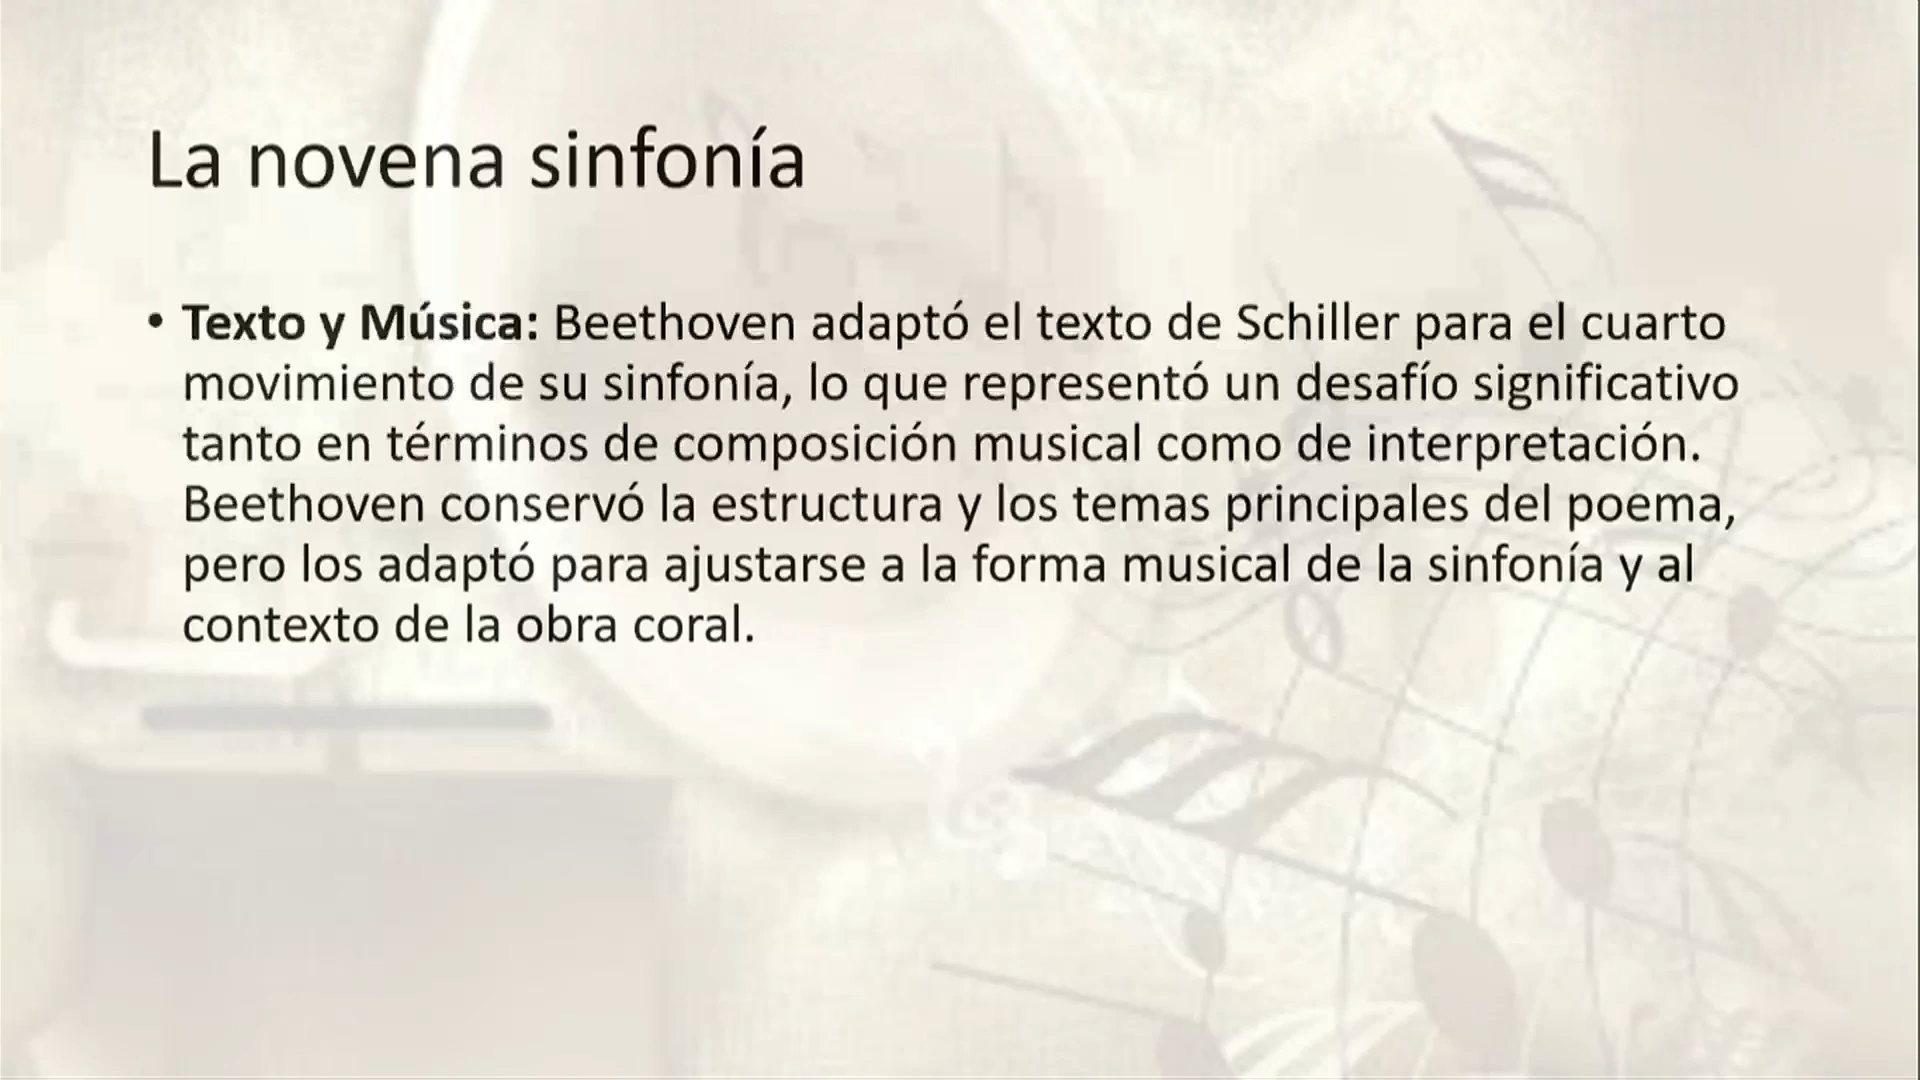 La novena sinfonía
• Texto y Música: Beethoven adaptó el texto de Schiller para el cuarto
movimiento de su sinfonía, lo que representó un desafío significativo
tanto en términos de composición musical como de interpretación.
Beethoven conservó la estructura y los temas principales del poema,
pero los adaptó para ajustarse a la forma musical de la sinfonía y al
contexto de la obra coral.